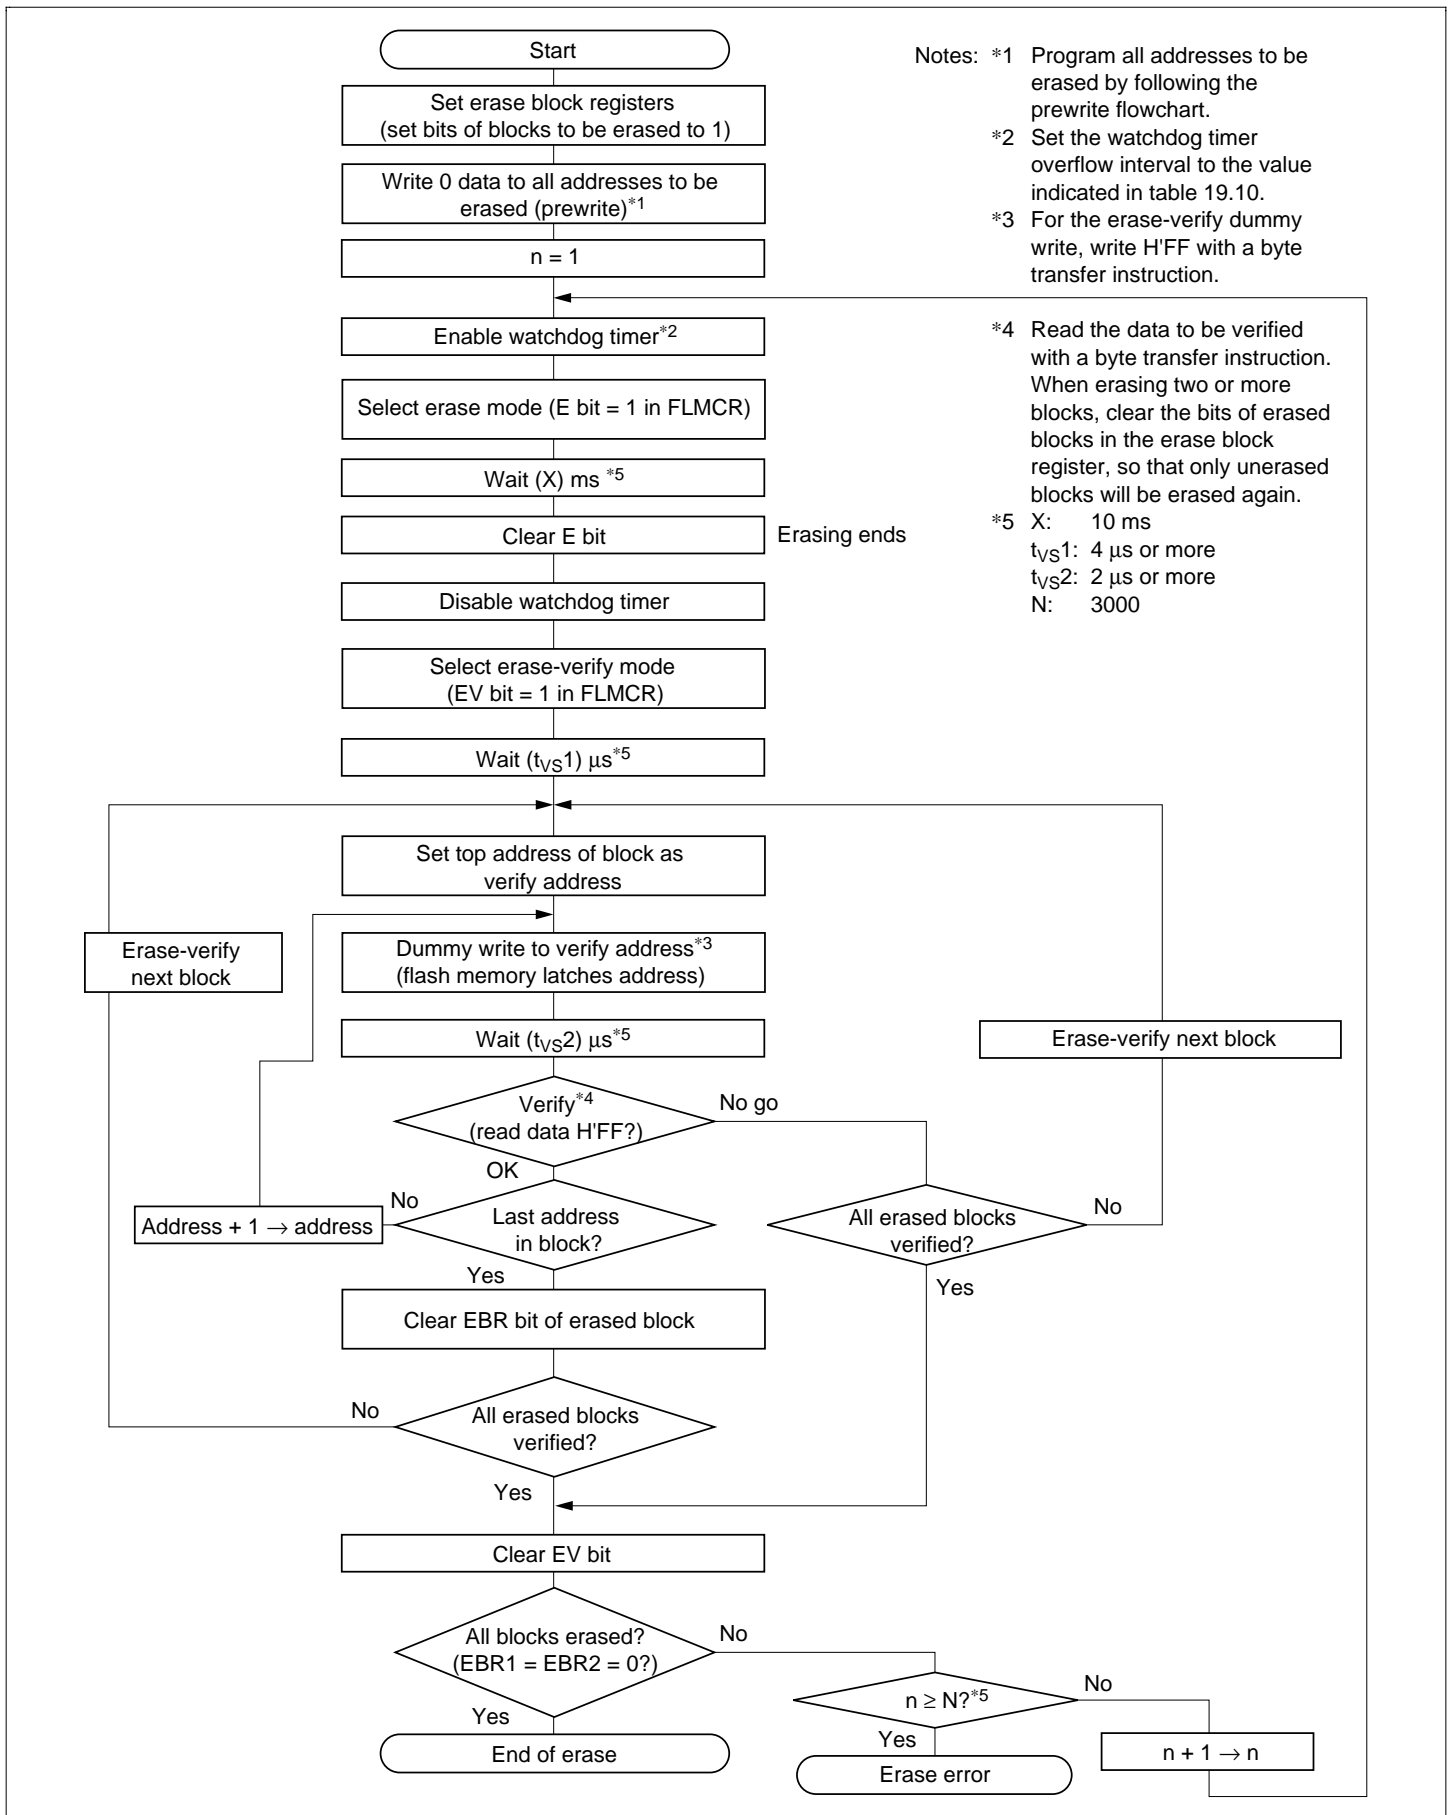 Start
Notes: *1 Program all addresses to be
erased by following the
prewrite flowchart.
*2 Set the watchdog timer
overflow interval to the value
indicated in table 19.10.
*3 For the erase-verify dummy
write, write H'FF with a byte
transfer instruction.
*4 Read the data to be verified
with a byte transfer instruction.
When erasing two or more
blocks, clear the bits of erased
blocks in the erase block
register, so that only unerased
blocks will be erased again.
*5 X: 10 ms
tVS1: 4 μs or more
tVS2: 2 μs or more
N: 3000
Set erase block registers
(set bits of blocks to be erased to 1)
Write 0 data to all addresses to be
erased (prewrite)*1
n = 1
Enable watchdog timer*2
Select erase mode (E bit = 1 in FLMCR)
Wait (X) ms *5
Clear E bit
Erasing ends
Disable watchdog timer
Select erase-verify mode
(EV bit = 1 in FLMCR)
Wait (tVS1) μs*5
Set top address of block as
verify address
Erase-verify
next block
Dummy write to verify address*3
(flash memory latches address)
Wait (tVS2) μs*5
Erase-verify next block
Verify*4
(read data H'FF?)
No go
OK
No
Address + 1 → address
Last address
in block?
All erased blocks
verified?
No
Yes
Yes
Clear EBR bit of erased block
No
All erased blocks
verified?
Yes
Clear EV bit
All blocks erased?
(EBR1 = EBR2 = 0?)
No
n ≥ N?*5
No
Yes
Yes
End of erase
Erase error
n + 1 → n